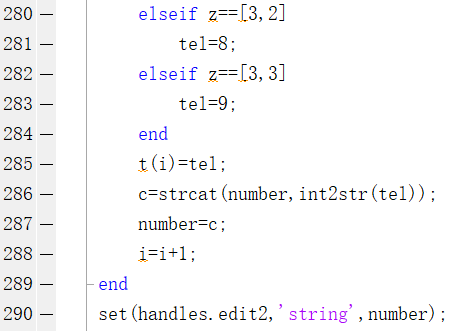 280 — elseif z==[3,2]
281 — tel=8;
282 — elseif z==[3,3]
283 — tel=9;
284 — end
285 — t(i)=tel;
286 — c=strcat(number,int2str(tel));
287 — number=c;
288 — i=i+1;
289 — end
290 — set(handles.edit2,'string',number);